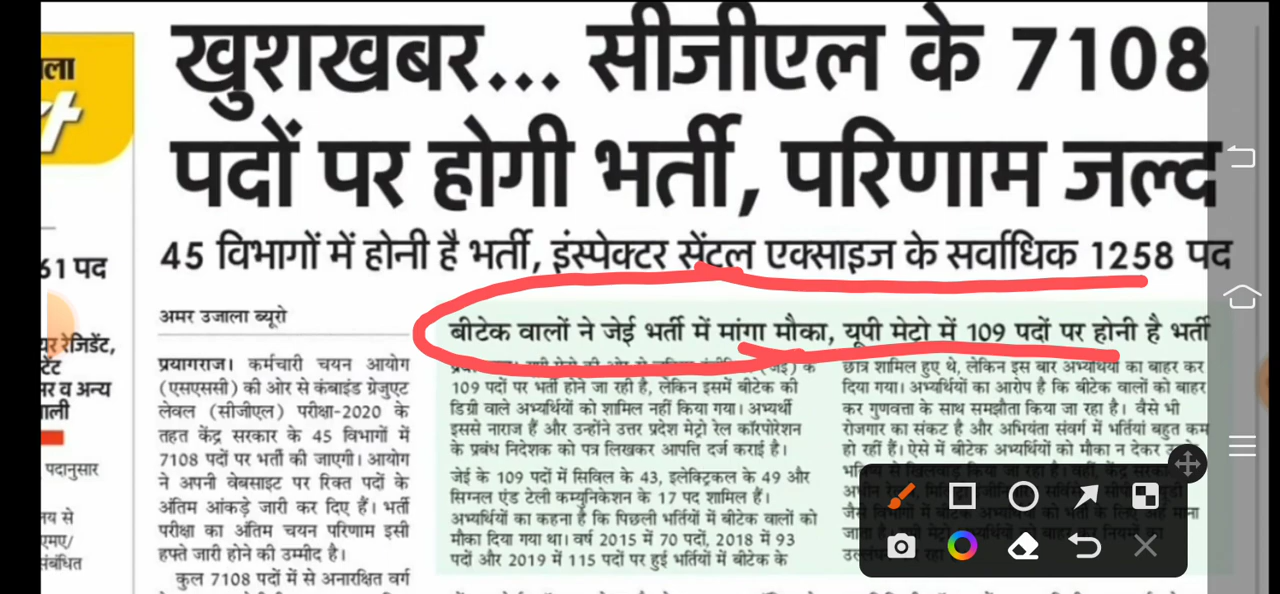 खुशखबर... सीजीएल के 7108
पदों पर होगी भर्ती, परिणाम जल्द
45 विभागों में होनी है भर्ती, इंस्पेक्टर सेंट्रल एक्साइज के सर्वाधिक 1258 पद
61 पद
पदानुसार
अमर उजाला ब्यूरो
प्रयागराज। कर्मचारी चयन आयोग
(एसएससी) की ओर से कंबाइंड ग्रेजुएट
लेवल (सीजीएल) परीक्षा-2020 के
तहत केंद्र सरकार के 45 विभागों में
7108 पदों पर भर्ती की जाएगी। आयोग
ने अपनी वेबसाइट पर रिक्त पदों के
अंतिम आंकड़े जारी कर दिए हैं। भर्ती
परीक्षा का अंतिम चयन परिणाम इसी
हफ्ते जारी होने की उम्मीद है।
कुल 7108 पदों में से अनारक्षित वर्ग
बीटेक वालों ने जेई भर्ती में मांगा मौका, यूपी मेट्रो में 109 पदों पर होनी है भर्ती
109 पदों पर भर्ती होने जा रही है, लेकिन इसमें बीटेक की
डिग्री वाले अभ्यर्थियों को शामिल नहीं किया गया। अभ्यर्थी
इससे नाराज हैं और उन्होंने उत्तर प्रदेश मेट्रो रेल कॉरपोरेशन
के प्रबंध निदेशक को पत्र लिखकर आपत्ति दर्ज कराई है।
जेई के 109 पदों में सिविल के 43, इलेक्ट्रिकल के 49 और
सिग्नल एंड टेली कम्युनिकेशन के 17 पद शामिल हैं।
अभ्यर्थियों का कहना है कि पिछली भर्तियों में बीटेक वालों को
मौका दिया गया था। वर्ष 2015 में 70 पदों, 2018 में 93
पदों और 2019 में 115 पदों पर हुई भर्तियों में बीटेक के
छात्र शामिल हुए थे, लेकिन इस बार अभ्यर्थियों को बाहर कर
दिया गया। अभ्यर्थियों का आरोप है कि बीटेक वालों को बाहर
कर गुणवत्ता के साथ समझौता किया जा रहा है। वैसे भी
रोजगार का संकट है और अभियंता संवर्ग में भर्तियां बहुत कम
हो रहीं हैं। ऐसे में बीटेक अभ्यर्थियों को मौका न देकर